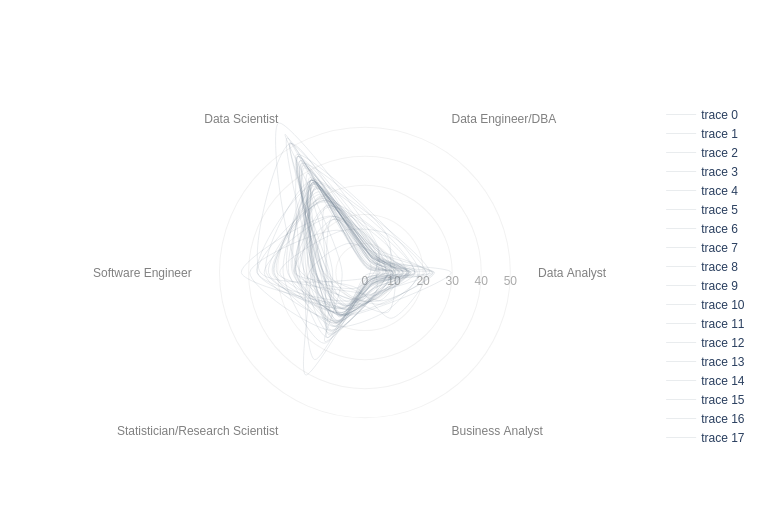 Data Scientist
Data Engineer/DBA
Software Engineer
Data Analyst
Statistician/Research Scientist
Business Analyst
0 10 20 30 40 50
trace 0
trace 1
trace 2
trace 3
trace 4
trace 5
trace 6
trace 7
trace 8
trace 9
trace 10
trace 11
trace 12
trace 13
trace 14
trace 15
trace 16
trace 17